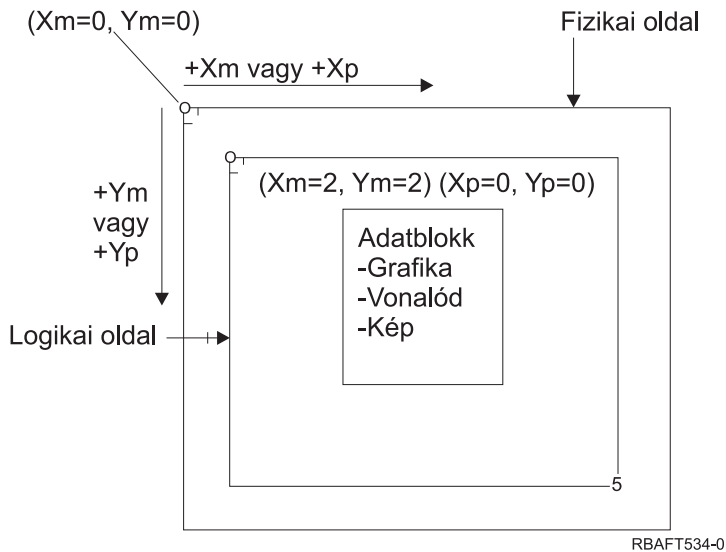 (Xm=0, Ym=0)
Fizikai oldal
+Xm vagy +Xp
+Ym
vagy
+Yp
(Xm=2, Ym=2) (Xp=0, Yp=0)
Adatblokk
-Grafika
-Vonalód
-Kép
Logikai oldal
5
RBAFT534-0